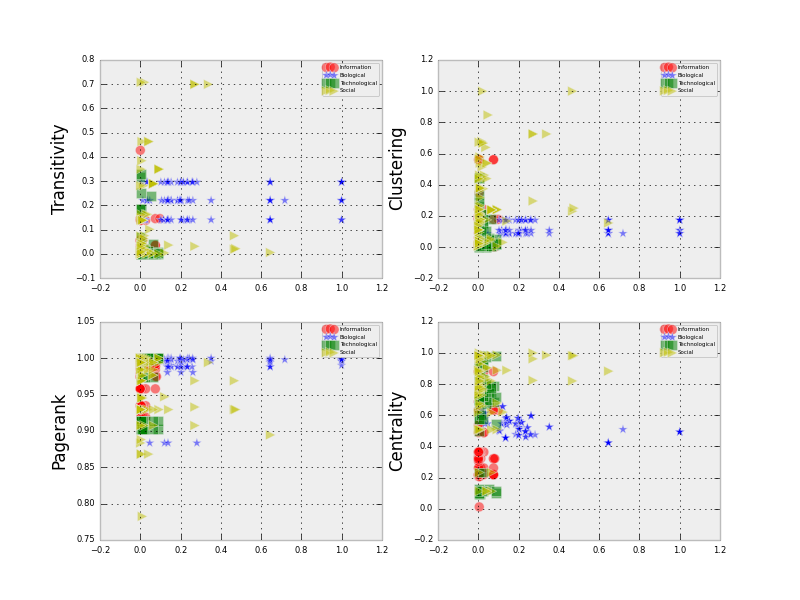 Transitivity
0.8
0.7
0.6
0.5
0.4
0.3
0.2
0.1
0.0
−0.1
−0.2 0.0 0.2 0.4 0.6 0.8 1.0 1.2
Information
Biological
Technological
Social
Clustering
1.2
1.0
0.8
0.6
0.4
0.2
0.0
−0.2
−0.2 0.0 0.2 0.4 0.6 0.8 1.0 1.2
Information
Biological
Technological
Social
Pagerank
1.05
1.00
0.95
0.90
0.85
0.80
0.75
−0.2 0.0 0.2 0.4 0.6 0.8 1.0 1.2
Information
Biological
Technological
Social
Centrality
1.2
1.0
0.8
0.6
0.4
0.2
0.0
−0.2
−0.2 0.0 0.2 0.4 0.6 0.8 1.0 1.2
Information
Biological
Technological
Social